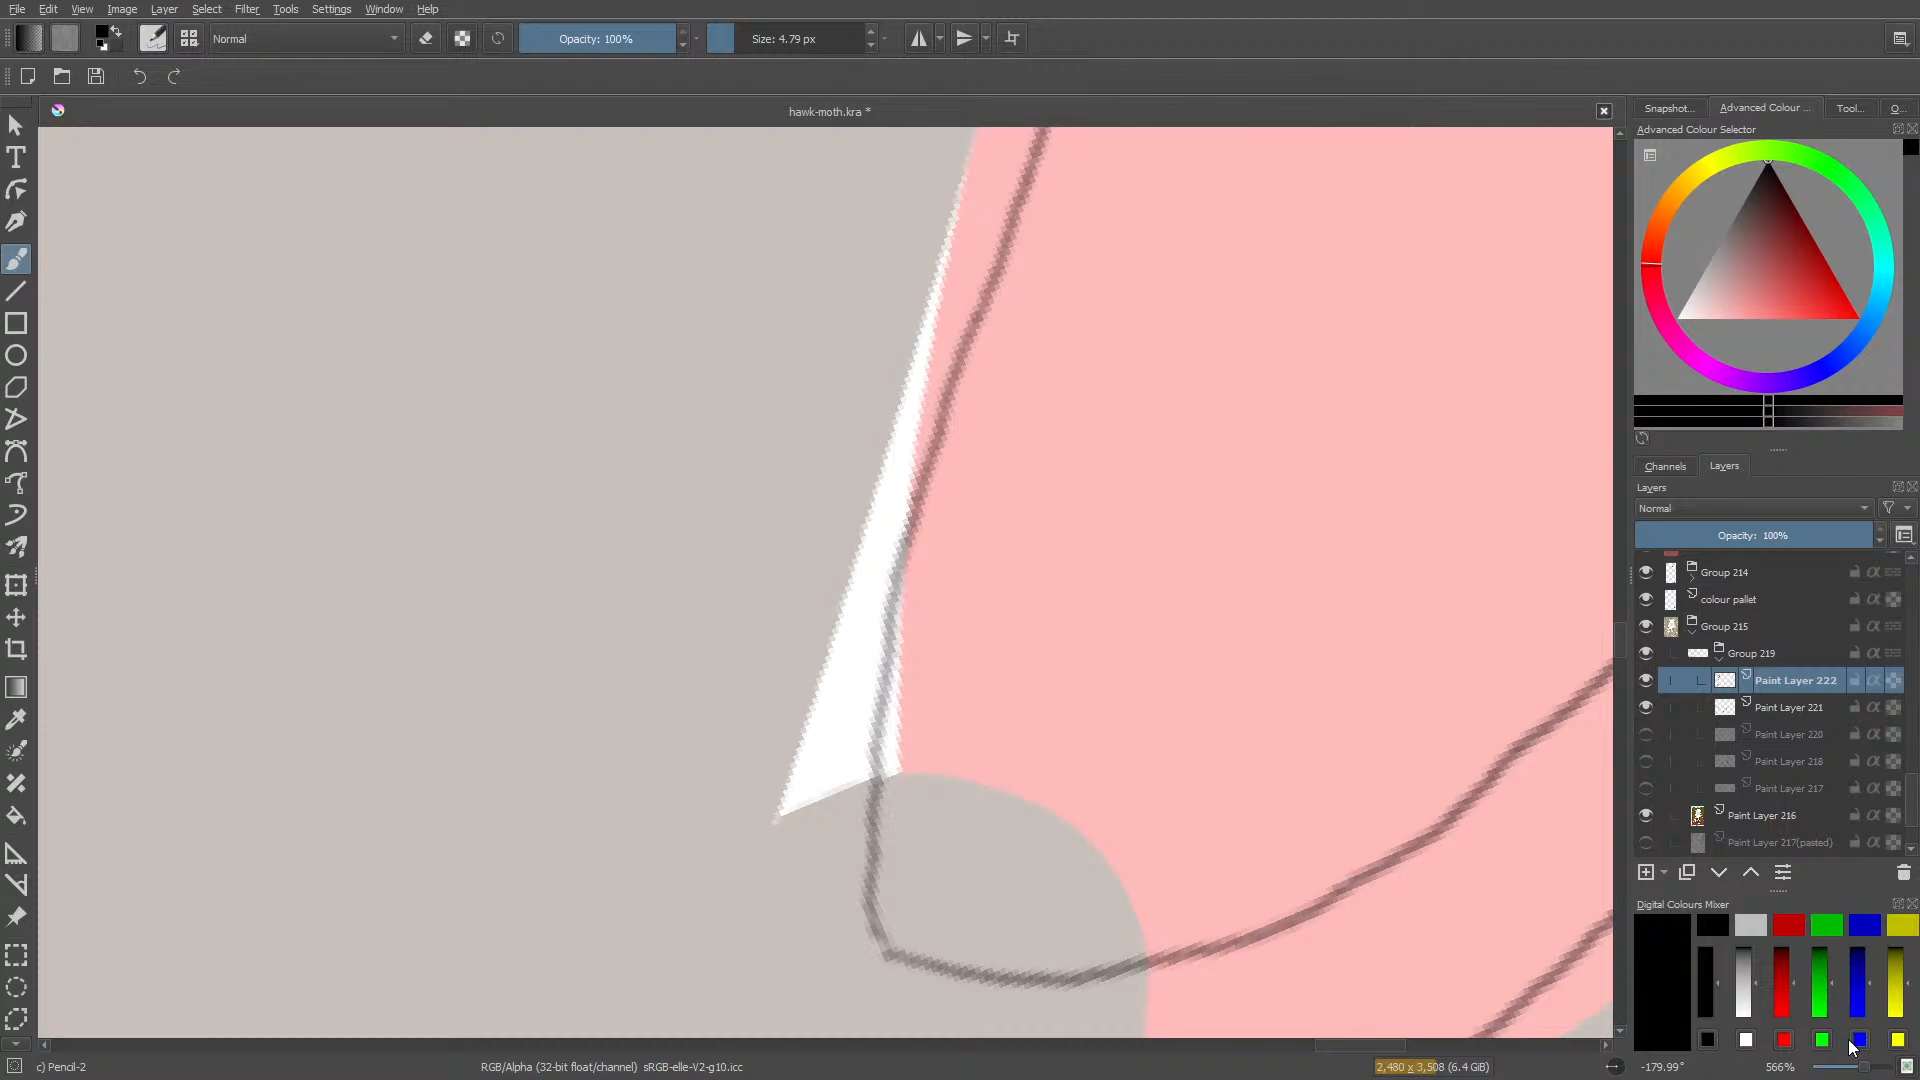 File Edit View Image Layer Select Filter Tools Settings Window Help
Normal Opacity: 100% Size: 4.79 px
hawk-moth.kra *
Snapshot... Advanced Colour ... Tool... O...
Advanced Colour Selector
Channels Layers
Layers
Normal
Opacity: 100%
Group 214
colour pallet
Group 215
Group 219
Paint Layer 222
Paint Layer 221
Paint Layer 220
Paint Layer 218
Paint Layer 217
Paint Layer 216
Paint Layer 217(pasted)
Digital Colours Mixer
c) Pencil-2 RGB/Alpha (32-bit float/channel) sRGB-elle-V2-g10.icc 2,480 x 3,508 (6.4 GiB) -179.99° 566%